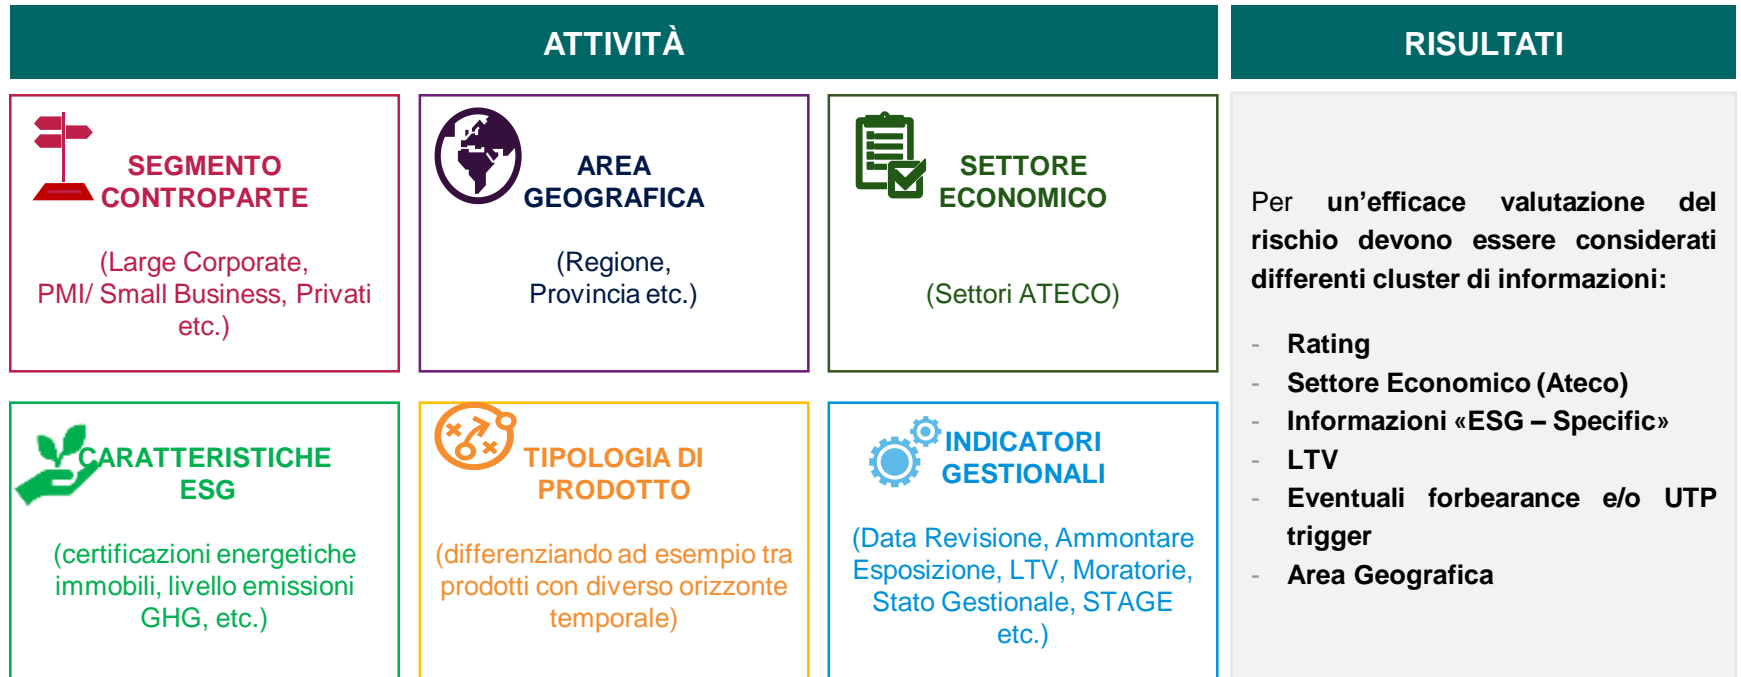 ATTIVITÀ
RISULTATI
SEGMENTO
CONTROPARTE
(Large Corporate,
PMI/ Small Business, Privati
etc.)
AREA
GEOGRAFICA
(Regione,
Provincia etc.)
SETTORE
ECONOMICO
(Settori ATECO)
CARATTERISTICHE
ESG
(certificazioni energetiche
immobili, livello emissioni
GHG, etc.)
TIPOLOGIA DI
PRODOTTO
(differenziando ad esempio tra
prodotti con diverso orizzonte
temporale)
INDICATORI
GESTIONALI
(Data Revisione, Ammontare
Esposizione, LTV, Moratorie,
Stato Gestionale, STAGE
etc.)
Per un’efficace valutazione del
rischio devono essere considerati
differenti cluster di informazioni:
- Rating
- Settore Economico (Ateco)
- Informazioni «ESG – Specific»
- LTV
- Eventuali forbearance e/o UTP
trigger
- Area Geografica